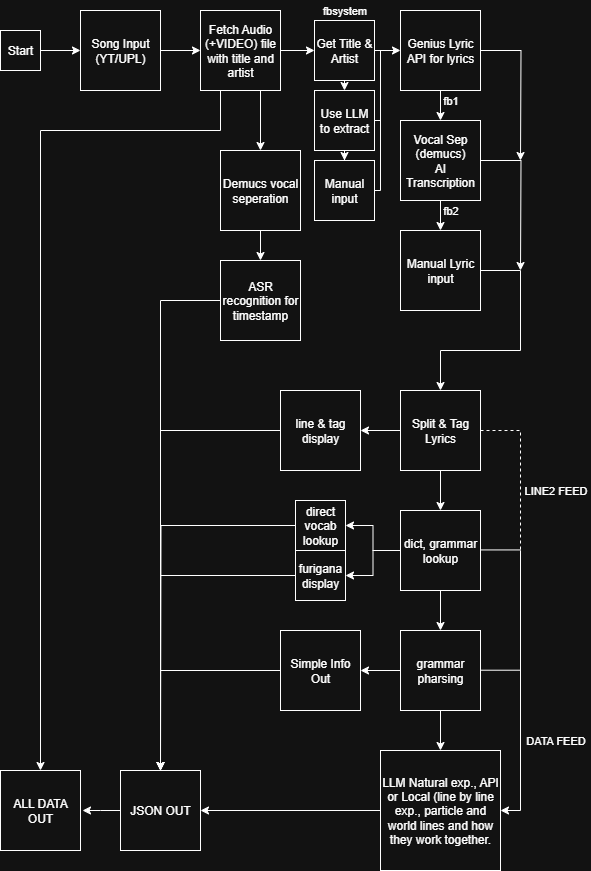 Start
Song Input
(YT/UPL)
Fetch Audio
(+VIDEO) file
with title and
artist
fbsystem
Get Title &
Artist
Genius Lyric
API for lyrics
Use LLM
to extract
fb1
Vocal Sep
(demucs)
AI
Transcription
Demucs vocal
seperation
Manual
input
fb2
Manual Lyric
input
ASR
recognition for
timestamp
line & tag
display
Split & Tag
Lyrics
LINE2 FEED
direct
vocab
lookup
furigana
display
dict, grammar
lookup
Simple Info
Out
grammar
pharsing
DATA FEED
LLM Natural exp., API
or Local (line by line
exp., particle and
world lines and how
they work together.
JSON OUT
ALL DATA
OUT